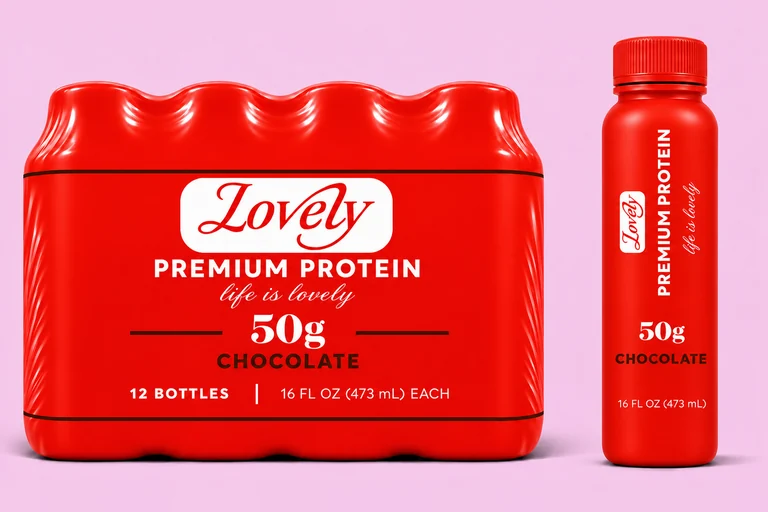 Lovely
PREMIUM PROTEIN
life is lovely
50g
CHOCOLATE
12 BOTTLES | 16 FL OZ (473 mL) EACH
Lovely
PREMIUM PROTEIN
life is lovely
50g
CHOCOLATE
16 FL OZ (473 mL)